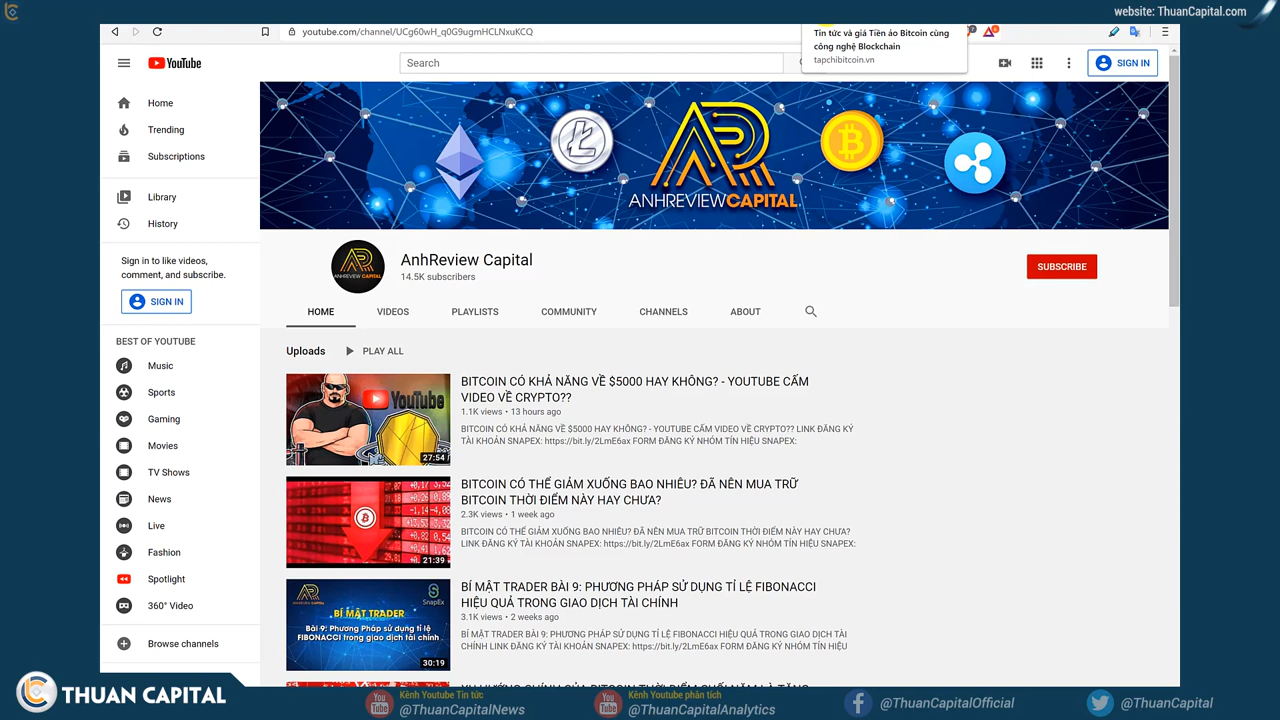 website: ThuanCapital.com
youtube.com/channel/UCg60wH_q0G9ugmHCLNxuKCQ
Tin tức và giá Tiền ảo Bitcoin cùng
công nghệ Blockchain
tapchibitcoin.vn
YouTube
Search
SIGN IN
Home
Trending
Subscriptions
Library
History
Sign in to like videos,
comment, and subscribe.
SIGN IN
BEST OF YOUTUBE
Music
Sports
Gaming
Movies
TV Shows
News
Live
Fashion
Spotlight
360° Video
Browse channels
ANHREVIEWCAPITAL
ANHREVIEW CAPITAL
AnhReview Capital
14.5K subscribers
SUBSCRIBE
HOME
VIDEOS
PLAYLISTS
COMMUNITY
CHANNELS
ABOUT
Uploads
PLAY ALL
YouTube
27:54
BITCOIN CÓ KHẢ NĂNG VỀ $5000 HAY KHÔNG? - YOUTUBE CẤM
VIDEO VỀ CRYPTO??
1.1K views • 13 hours ago
BITCOIN CÓ KHẢ NĂNG VỀ $5000 HAY KHÔNG? - YOUTUBE CẤM VIDEO VỀ CRYPTO?? LINK ĐĂNG KÝ
TÀI KHOẢN SNAPEX: https://bit.ly/2LmE6ax FORM ĐĂNG KÝ NHÓM TÍN HIỆU SNAPEX:
21:39
BITCOIN CÓ THỂ GIẢM XUỐNG BAO NHIÊU? ĐÃ NÊN MUA TRỮ
BITCOIN THỜI ĐIỂM NÀY HAY CHƯA?
2.3K views • 1 week ago
BITCOIN CÓ THỂ GIẢM XUỐNG BAO NHIÊU? ĐÃ NÊN MUA TRỮ BITCOIN THỜI ĐIỂM NÀY HAY CHƯA?
LINK ĐĂNG KÝ TÀI KHOẢN SNAPEX: https://bit.ly/2LmE6ax FORM ĐĂNG KÝ NHÓM TÍN HIỆU SNAPEX:
ANHREVIEW CAPITAL
SnapEx
BÍ MẬT TRADER
Bài 9: Phương Pháp sử dụng tỉ lệ
FIBONACCI trong giao dịch tài chính
30:19
BÍ MẬT TRADER BÀI 9: PHƯƠNG PHÁP SỬ DỤNG TỈ LỆ FIBONACCI
HIỆU QUẢ TRONG GIAO DỊCH TÀI CHÍNH
3.1K views • 2 weeks ago
BÍ MẬT TRADER BÀI 9: PHƯƠNG PHÁP SỬ DỤNG TỈ LỆ FIBONACCI HIỆU QUẢ TRONG GIAO DỊCH TÀI
CHÍNH LINK ĐĂNG KÝ TÀI KHOẢN SNAPEX: https://bit.ly/2LmE6ax FORM ĐĂNG KÝ NHÓM TÍN HIỆU
THUAN CAPITAL
Kênh Youtube Tin tức
@ThuanCapitalNews
Kênh Youtube phân tích
@ThuanCapitalAnalytics
@ThuanCapitalOfficial
@ThuanCapital